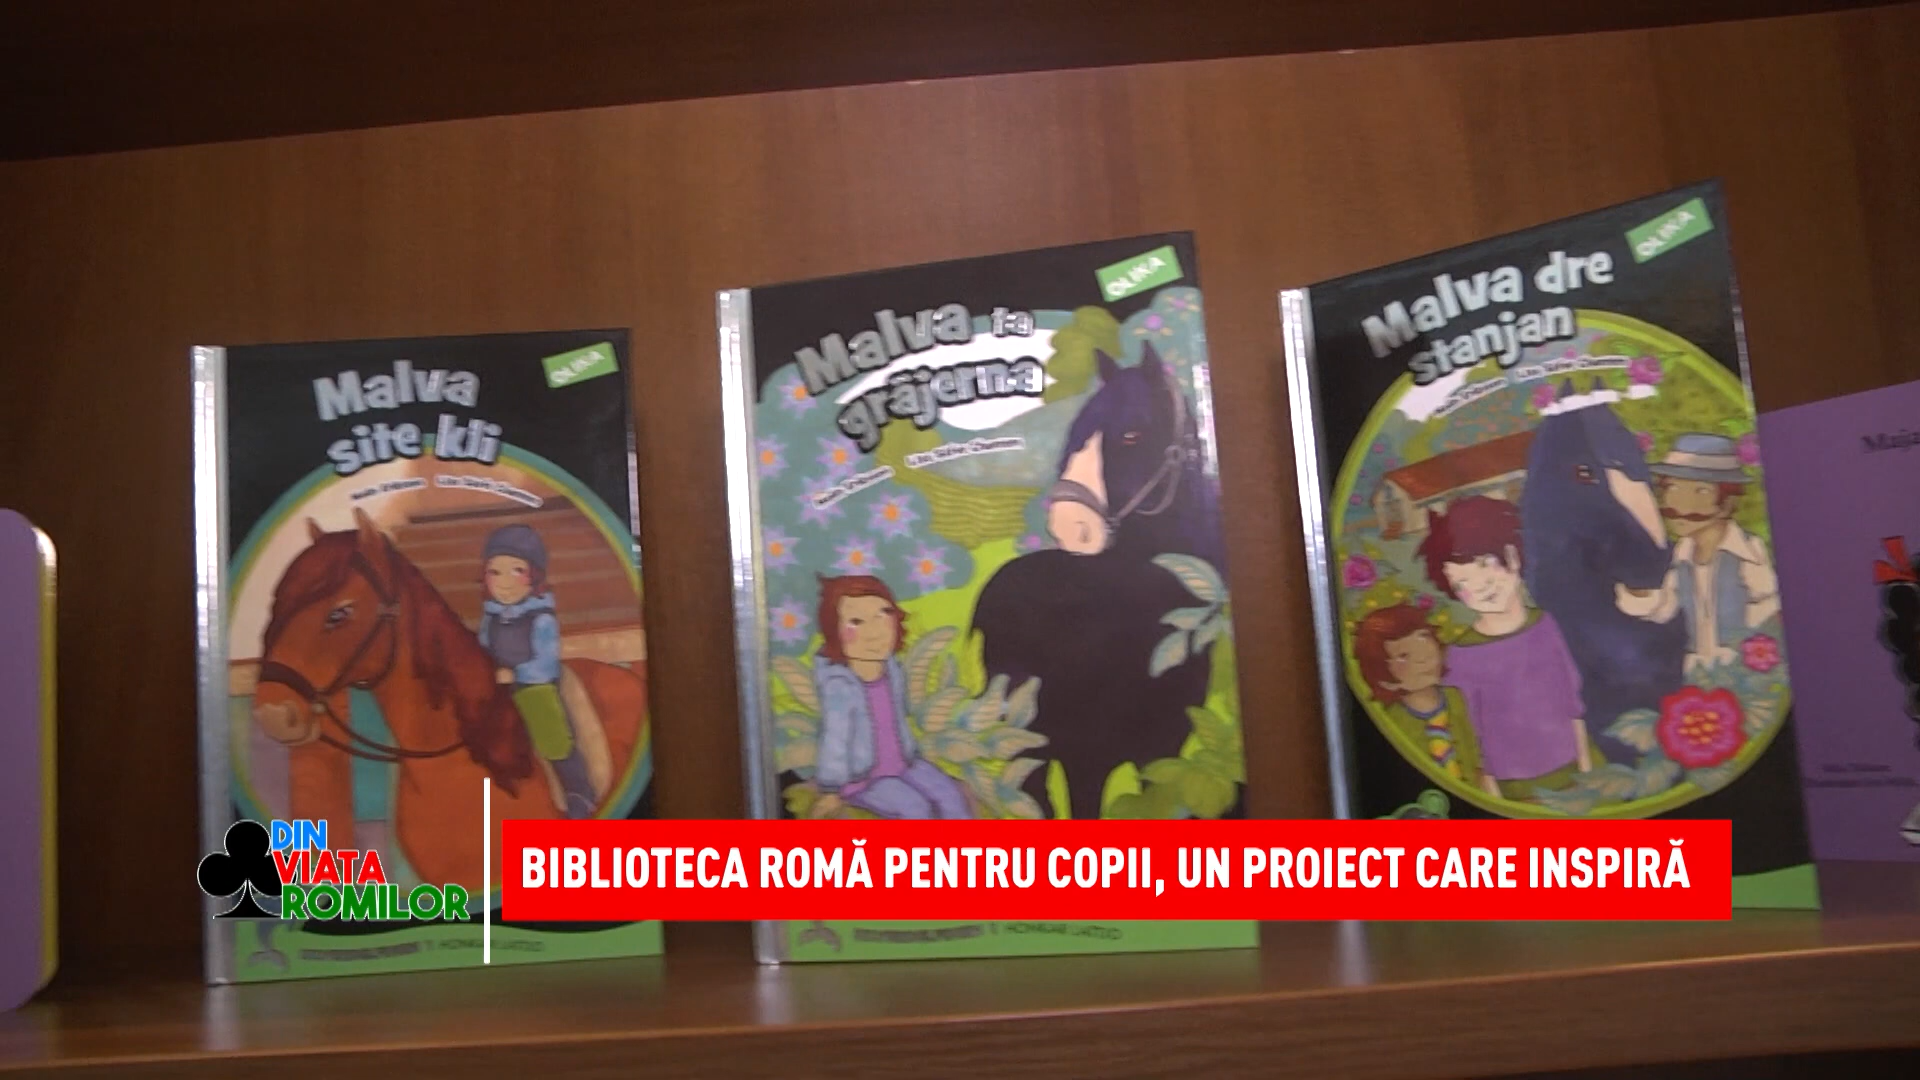 Malva
site kli
OLIKA
Malva ta
gräjerna
OLIKA
Malva dre
stanjan
OLIKA
DIN
VIATA
ROMILOR
BIBLIOTECA ROMĂ PENTRU COPII, UN PROIECT CARE INSPIRĂ